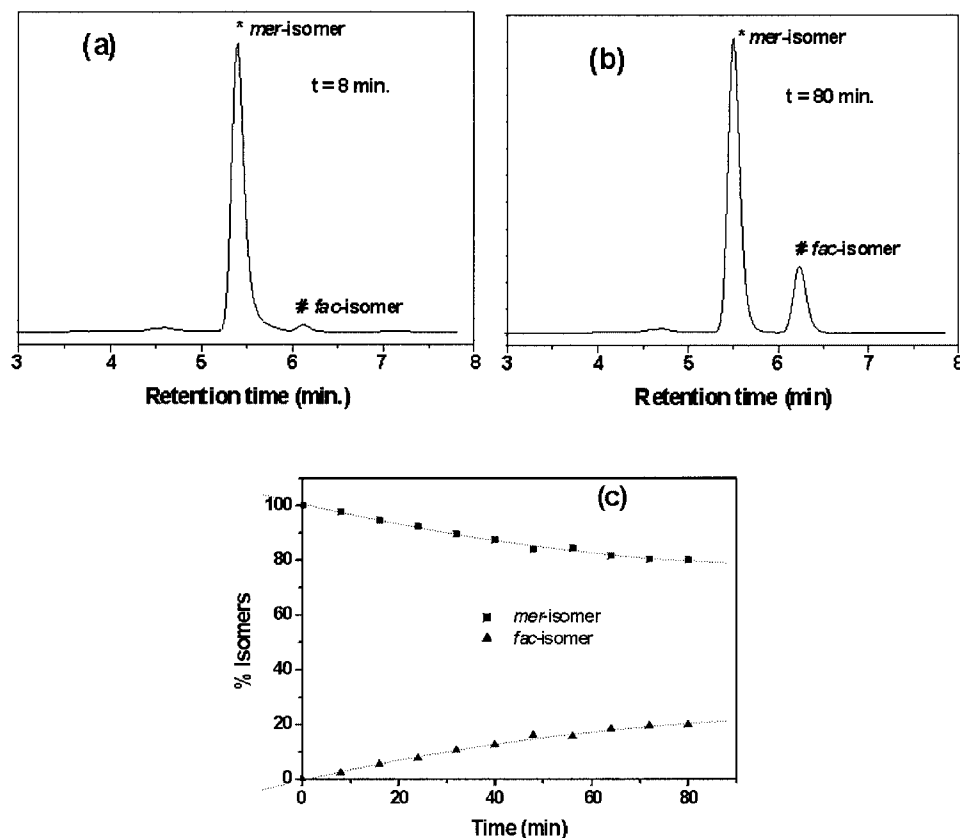 (a)
* mer-isomer
t = 8 min.
# fac-isomer
3 4 5 6 7 8
Retention time (min.)
(b)
* mer-isomer
t = 80 min.
# fac-isomer
3 4 5 6 7 8
Retention time (min)
(c)
100
80
60
40
20
0
% Isomers
mer-isomer
fac-isomer
0 20 40 60 80
Time (min)